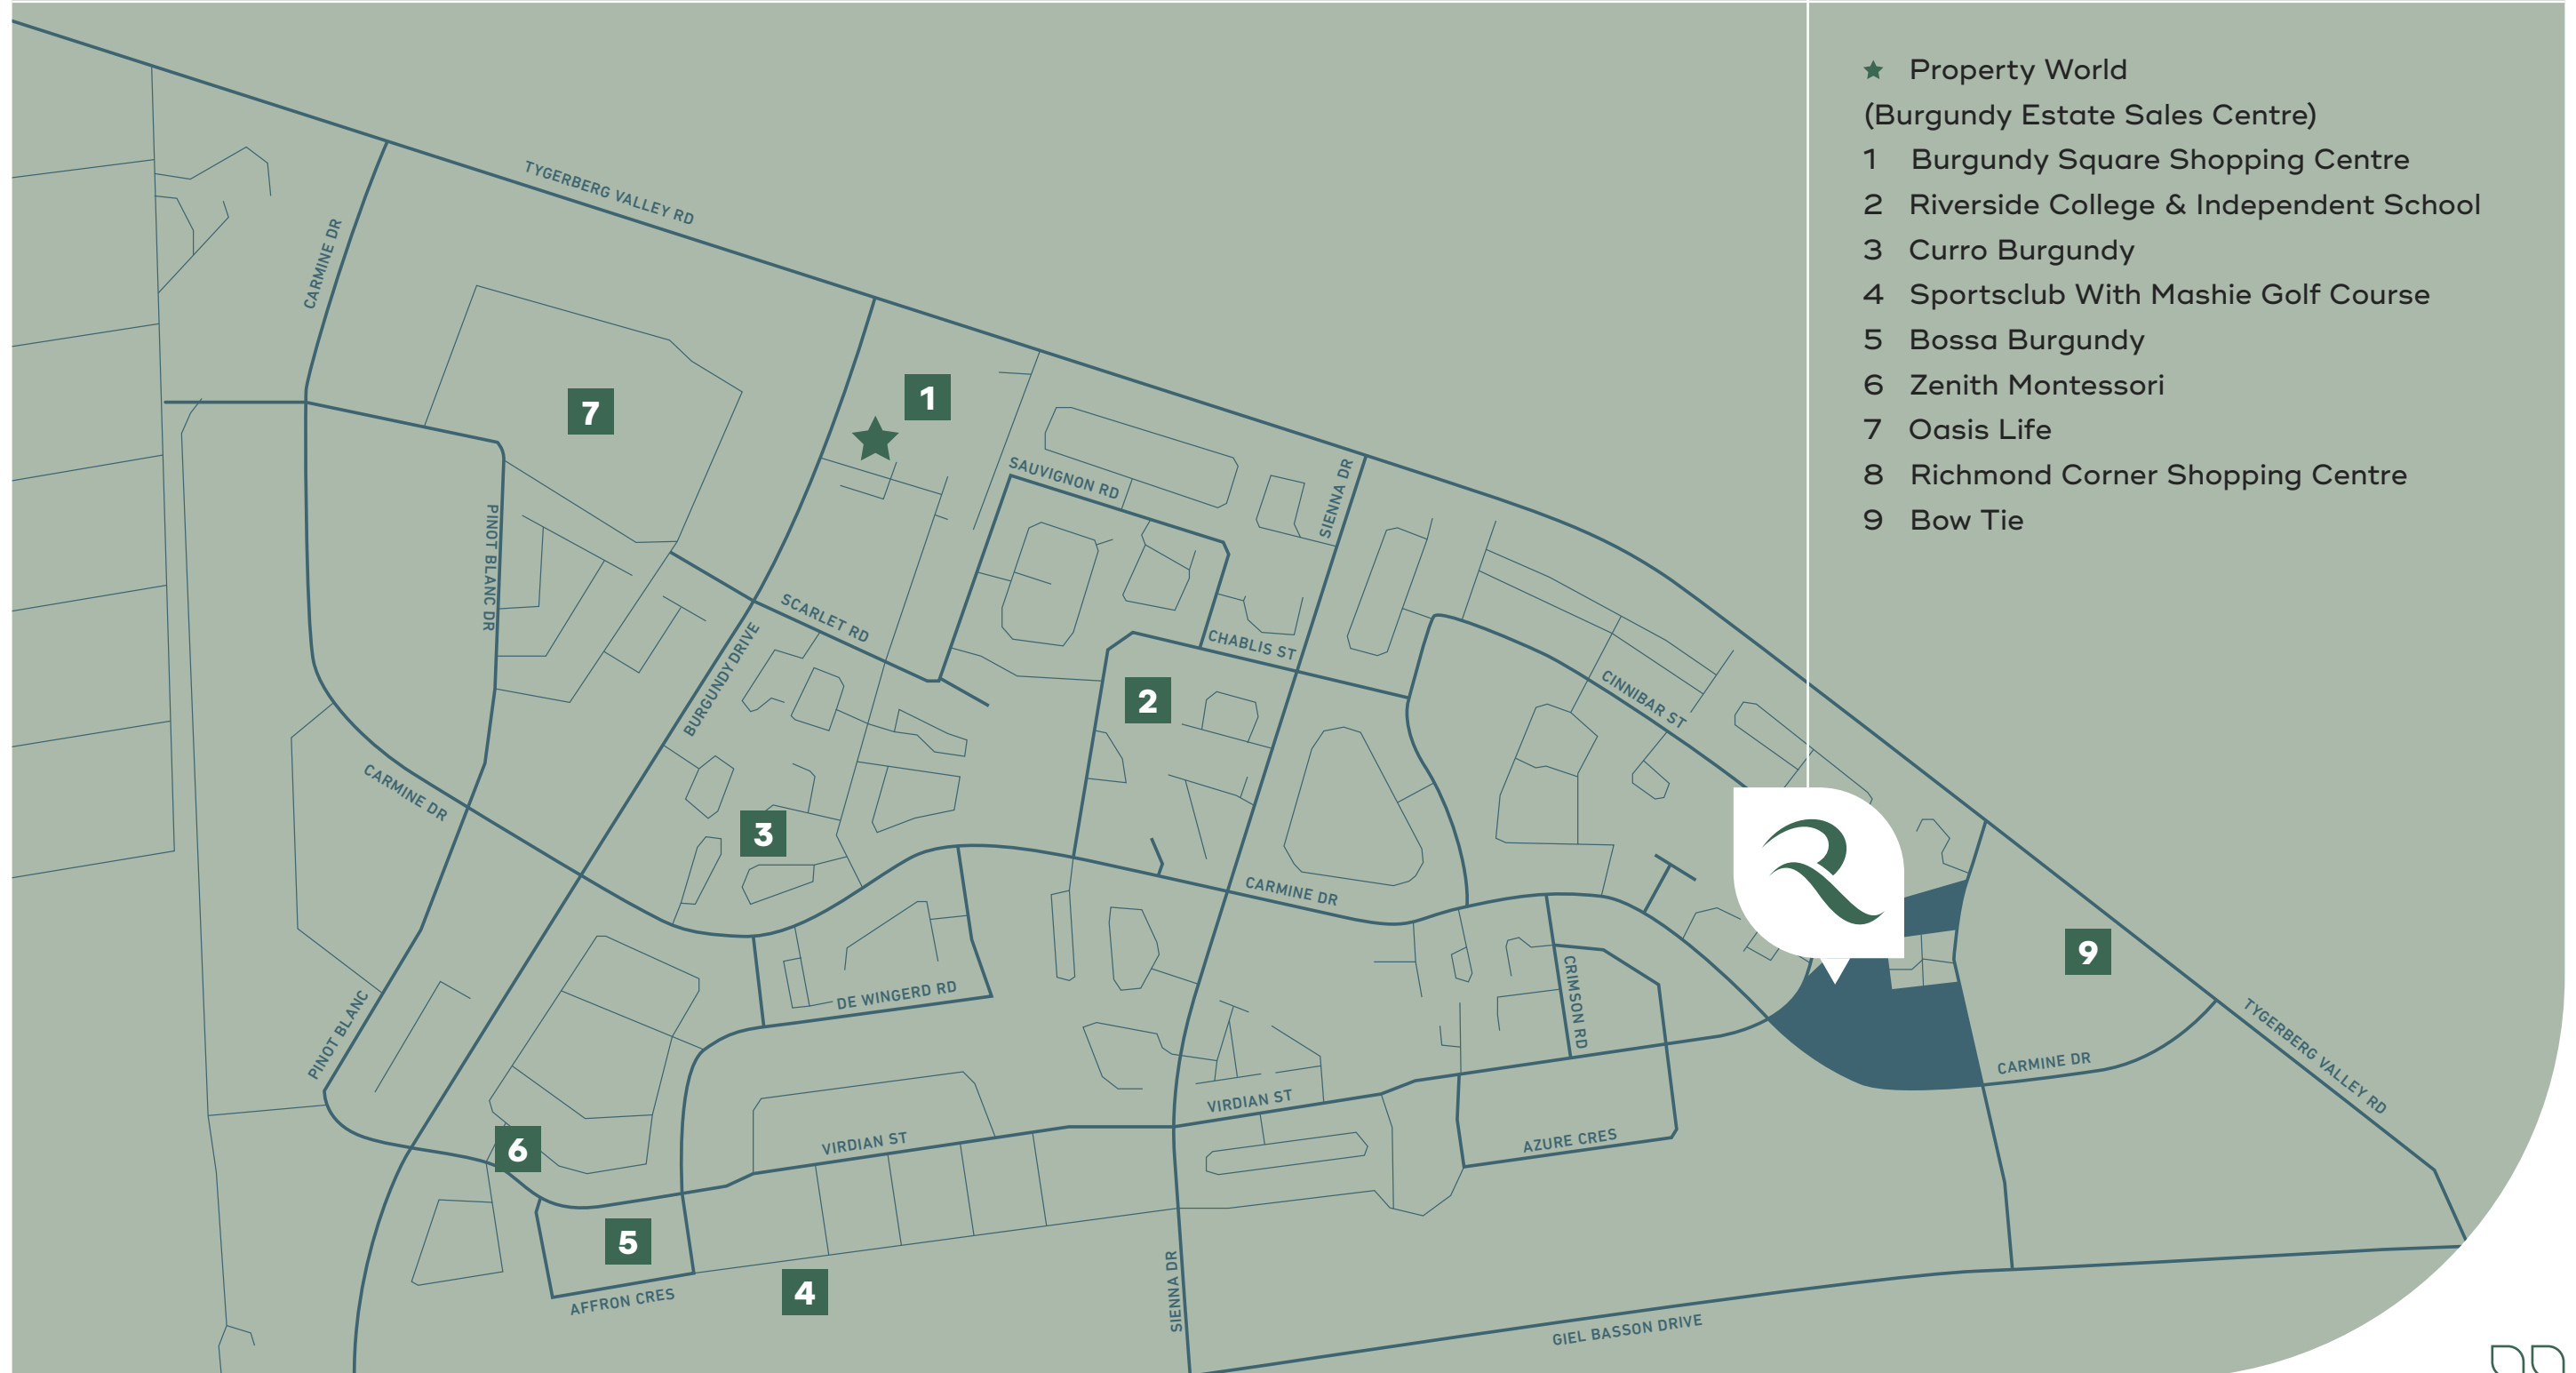 ★ Property World
(Burgundy Estate Sales Centre)
1 Burgundy Square Shopping Centre
2 Riverside College & Independent School
3 Curro Burgundy
4 Sportsclub With Mashie Golf Course
5 Bossa Burgundy
6 Zenith Montessori
7 Oasis Life
8 Richmond Corner Shopping Centre
9 Bow Tie
TYGERBERG VALLEY RD
CARMINE DR
7
1
SAUVIGNON RD
SIENNA DR
PINOT BLANC DR
SCARLET RD
BURGUNDY DRIVE
CHABLIS ST
2
CINNIBAR ST
CARMINE DR
3
CARMINE DR
R
9
DE WINGERD RD
CRIMSON RD
PINOT BLANC
TYGERBERG VALLEY RD
CARMINE DR
VIRDIAN ST
VIRDIAN ST
AZURE CRES
6
5
4
AFFRON CRES
SIENNA DR
GIEL BASSON DRIVE